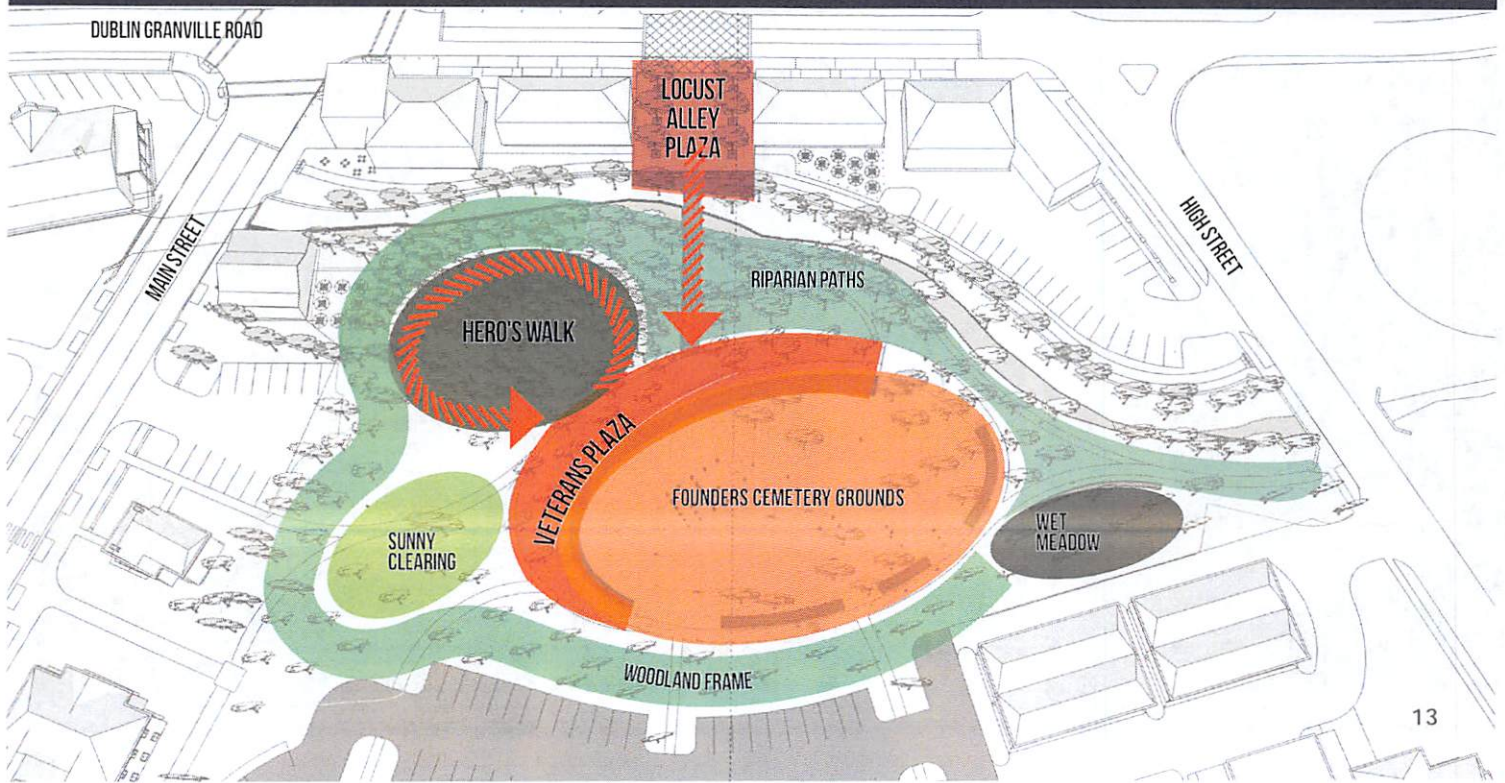 DUBLIN GRANVILLE ROAD
LOCUST
ALLEY
PLAZA
MAIN STREET
HIGH STREET
RIPARIAN PATHS
HERO'S WALK
VETERANS PLAZA
FOUNDERS CEMETERY GROUNDS
SUNNY
CLEARING
WET
MEADOW
WOODLAND FRAME
13